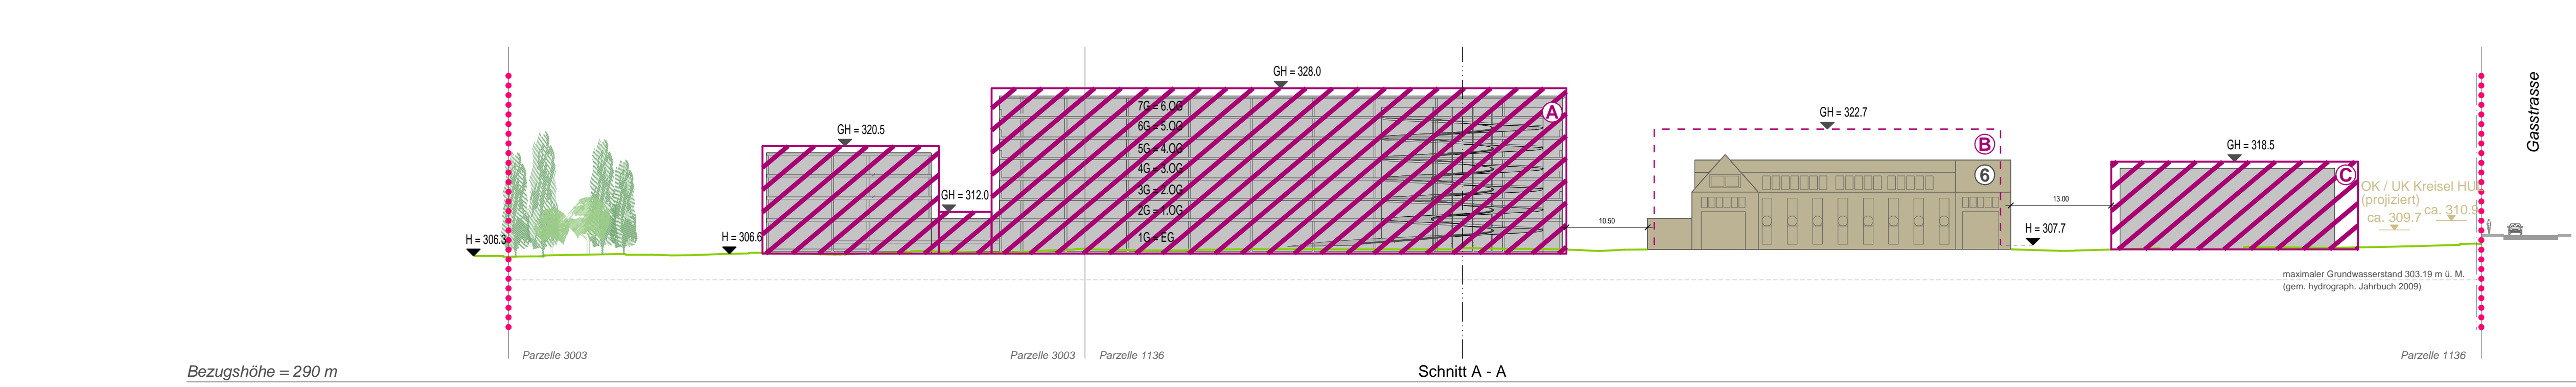 GH = 328.0
GH = 322.7
GH = 320.5
GH = 318.5
GH = 312.0
7G = 6.OG
6G = 5.OG
5G = 4.OG
4G = 3.OG
3G = 2.OG
2G = 1.OG
1G = EG
A
B
6
C
H = 306.3
H = 306.6
10.50
13.00
H = 307.7
OK / UK Kreisel HU
(projiziert)
ca. 309.7
ca. 310.9
Gasstrasse
maximaler Grundwasserstand 303.19 m ü. M.
(gem. hydrograph. Jahrbuch 2009)
Parzelle 3003
Parzelle 3003
Parzelle 1136
Parzelle 1136
Bezugshöhe = 290 m
Schnitt A - A